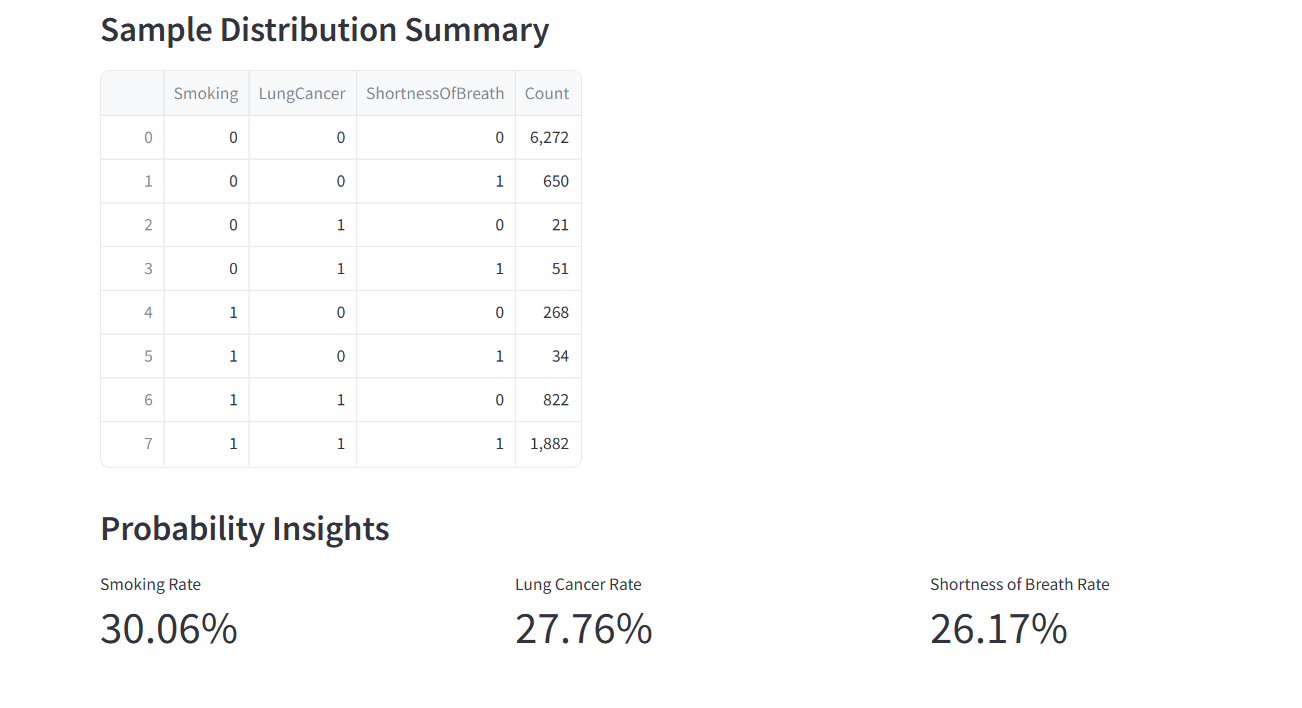 Sample Distribution Summary
Smoking LungCancer ShortnessOfBreath Count
0 0 0 0 6,272
1 0 0 1 650
2 0 1 0 21
3 0 1 1 51
4 1 0 0 268
5 1 0 1 34
6 1 1 0 822
7 1 1 1 1,882
Probability Insights
Smoking Rate Lung Cancer Rate Shortness of Breath Rate
30.06% 27.76% 26.17%